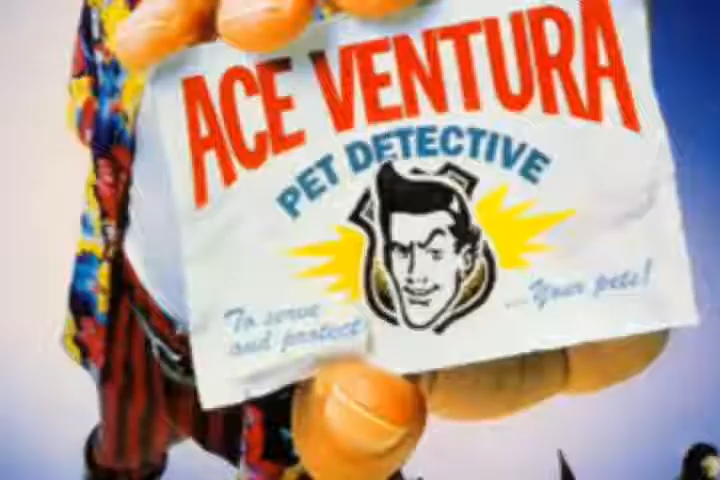 ACE VENTURA
PET DETECTIVE
To serve
and protect
...Your pets!